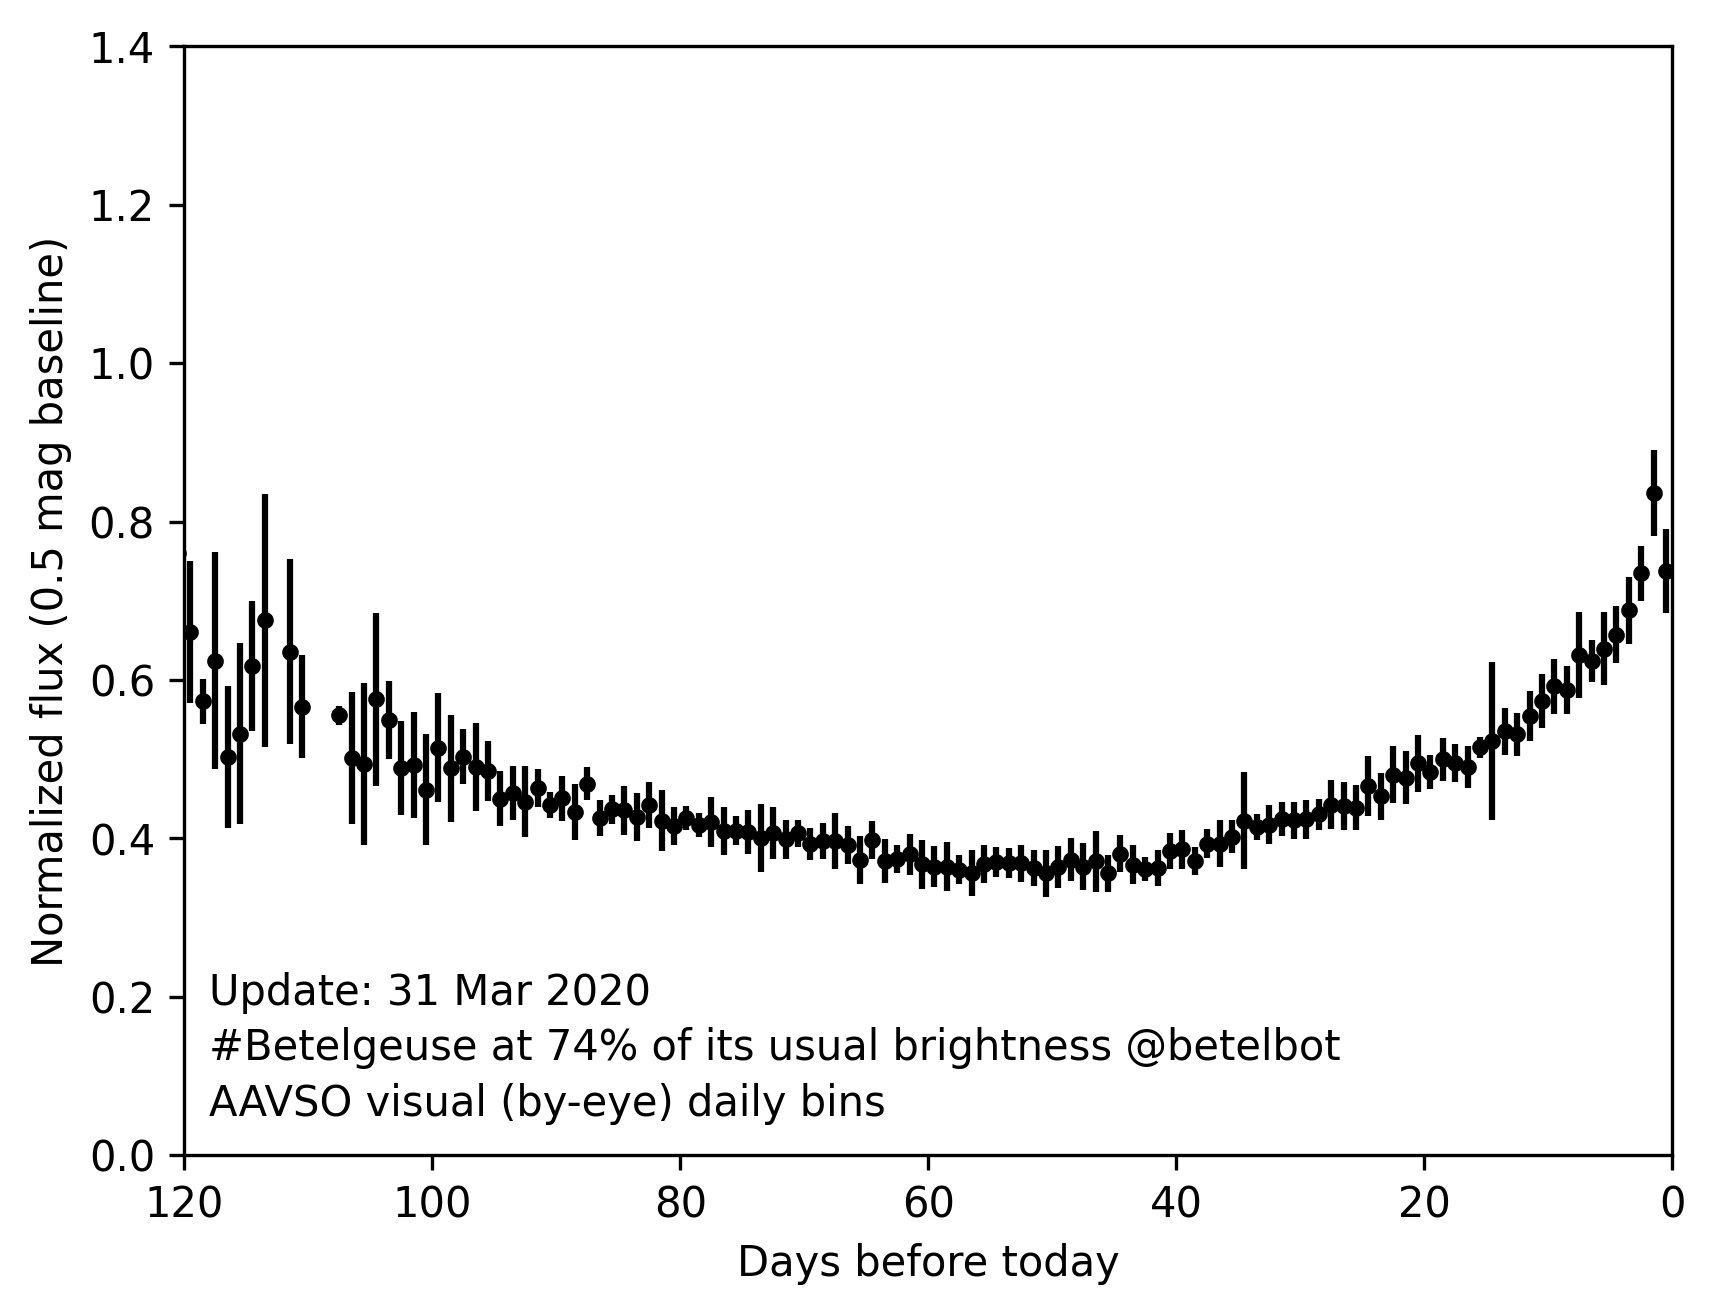 1.4
1.2
1.0
0.8
0.6
0.4
0.2
0.0
Normalized flux (0.5 mag baseline)
Update: 31 Mar 2020
#Betelgeuse at 74% of its usual brightness @betelbot
AAVSO visual (by-eye) daily bins
120 100 80 60 40 20 0
Days before today